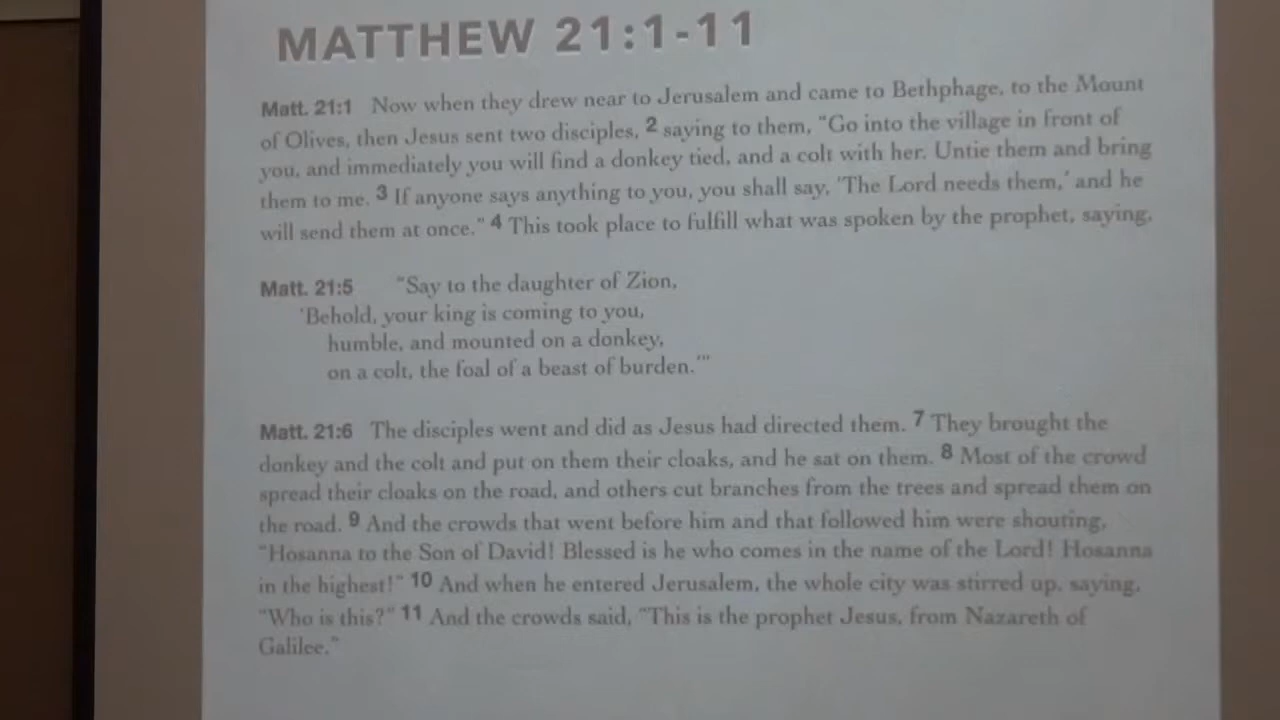 MATTHEW 21:1-11
Matt. 21:1 Now when they drew near to Jerusalem and came to Bethphage, to the Mount
of Olives, then Jesus sent two disciples, 2 saying to them, “Go into the village in front of
you, and immediately you will find a donkey tied, and a colt with her. Untie them and bring
them to me. 3 If anyone says anything to you, you shall say, ‘The Lord needs them,’ and he
will send them at once.” 4 This took place to fulfill what was spoken by the prophet, saying,
Matt. 21:5 “Say to the daughter of Zion,
‘Behold, your king is coming to you,
humble, and mounted on a donkey,
on a colt, the foal of a beast of burden.’”
Matt. 21:6 The disciples went and did as Jesus had directed them. 7 They brought the
donkey and the colt and put on them their cloaks, and he sat on them. 8 Most of the crowd
spread their cloaks on the road, and others cut branches from the trees and spread them on
the road. 9 And the crowds that went before him and that followed him were shouting,
“Hosanna to the Son of David! Blessed is he who comes in the name of the Lord! Hosanna
in the highest!” 10 And when he entered Jerusalem, the whole city was stirred up, saying,
“Who is this?” 11 And the crowds said, “This is the prophet Jesus, from Nazareth of
Galilee.”